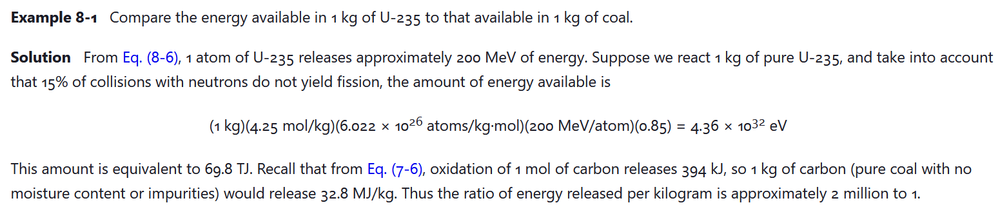 Example 8-1 Compare the energy available in 1 kg of U-235 to that available in 1 kg of coal.
Solution From Eq. (8-6), 1 atom of U-235 releases approximately 200 MeV of energy. Suppose we react 1 kg of pure U-235, and take into account
that 15% of collisions with neutrons do not yield fission, the amount of energy available is
(1 kg)(4.25 mol/kg)(6.022 × 10²⁶ atoms/kg·mol)(200 MeV/atom)(0.85) = 4.36 × 10³² eV
This amount is equivalent to 69.8 TJ. Recall that from Eq. (7-6), oxidation of 1 mol of carbon releases 394 kJ, so 1 kg of carbon (pure coal with no
moisture content or impurities) would release 32.8 MJ/kg. Thus the ratio of energy released per kilogram is approximately 2 million to 1.